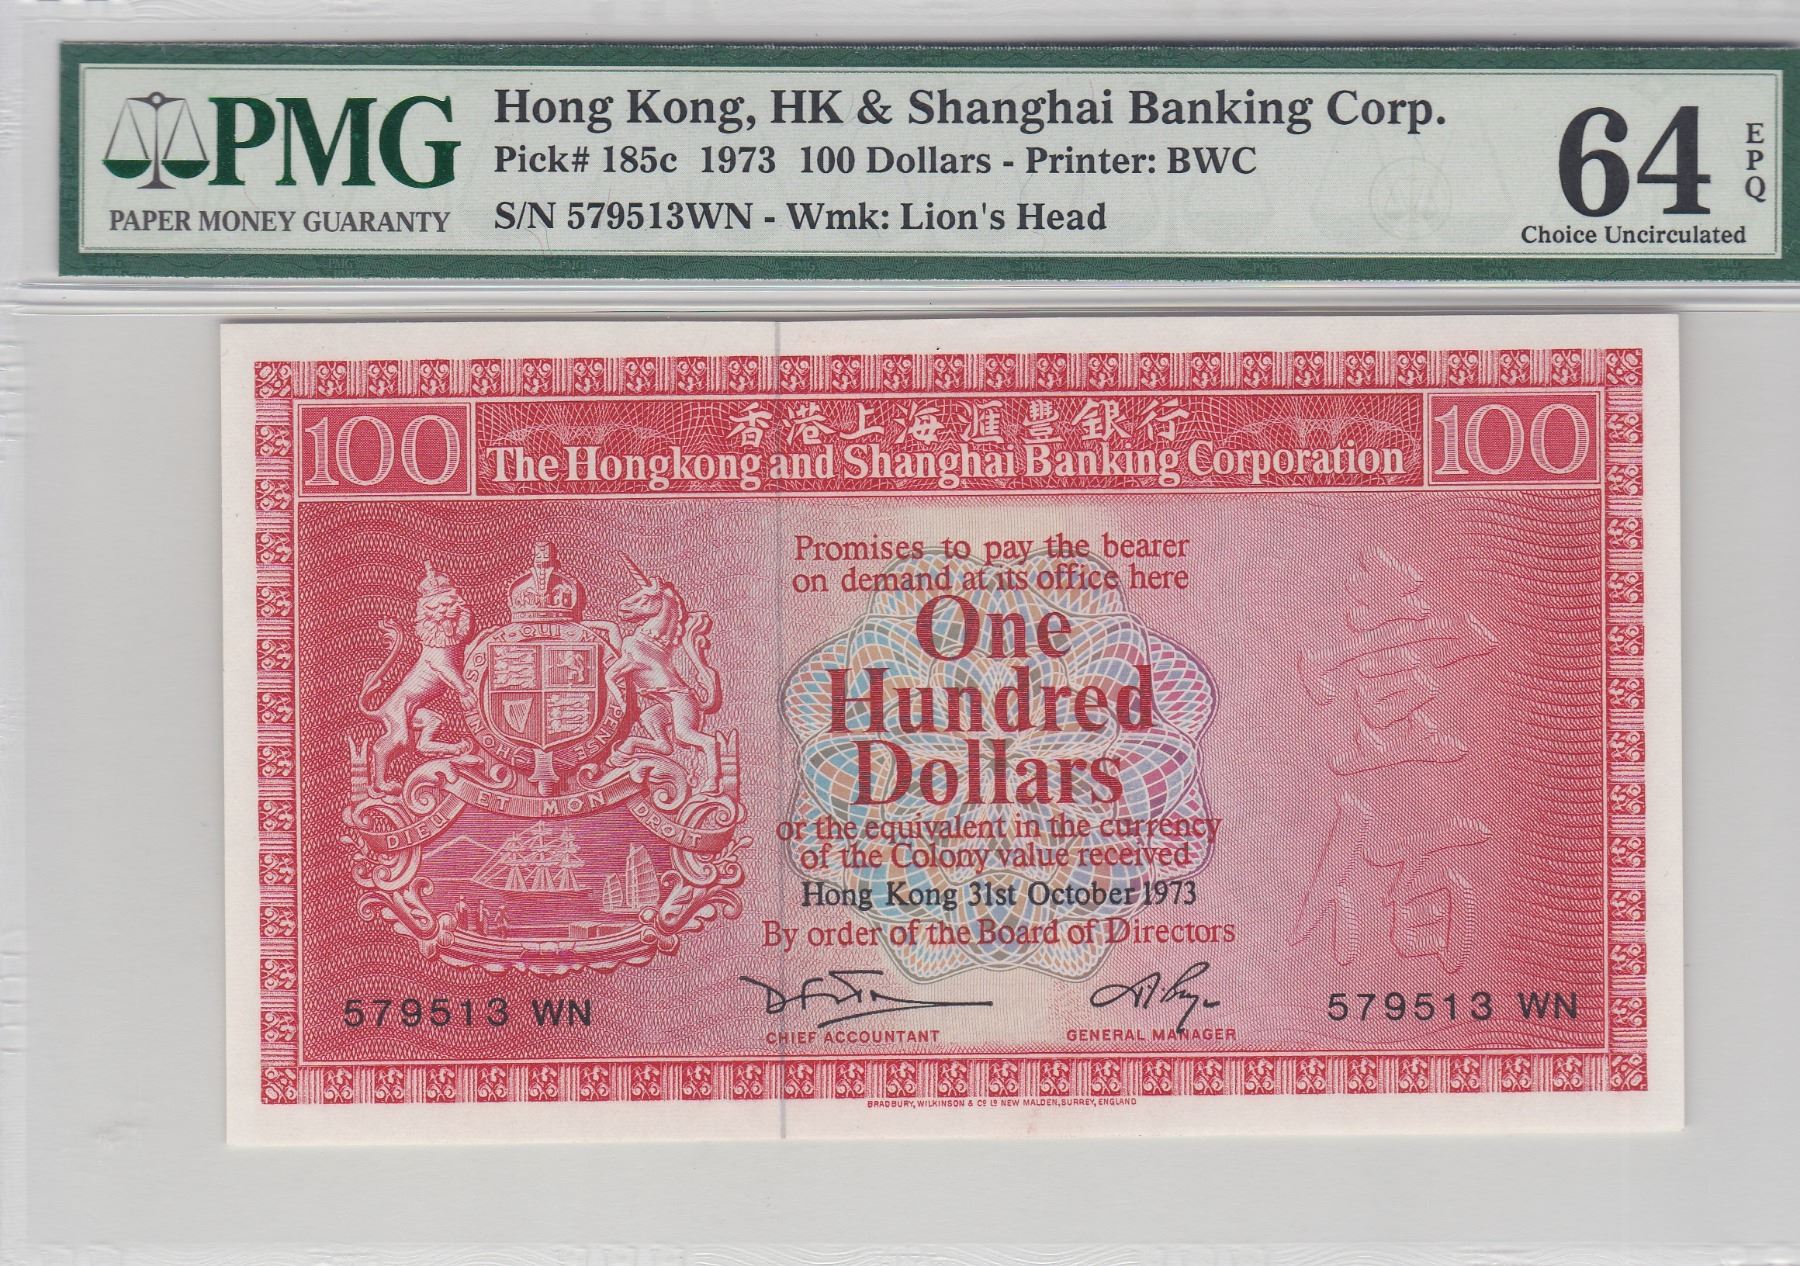 PMG
PAPER MONEY GUARANTY
Hong Kong, HK & Shanghai Banking Corp.
Pick# 185c 1973 100 Dollars - Printer: BWC
S/N 579513WN - Wmk: Lion's Head
64
EPQ
Choice Uncirculated
100
香港上海滙豐銀行
The Hongkong and Shanghai Banking Corporation
100
Promises to pay the bearer
on demand at its office here
One
Hundred
Dollars
or the equivalent in the currency
of the Colony value received
Hong Kong 31st October 1973
By order of the Board of Directors
壹佰
DIEU ET MON DROIT
579513 WN
CHIEF ACCOUNTANT
GENERAL MANAGER
579513 WN
BRADBURY, WILKINSON & Cº Lº NEW MALDEN, SURREY, ENGLAND